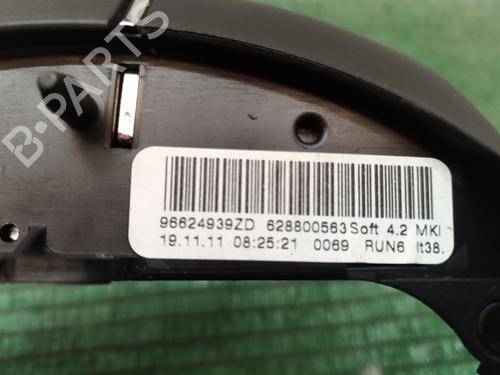 B-PARTS
96624939ZD 628800563 Soft 4.2 MKI
19.11.11 08:25:21 0069 RUN6 lt38.